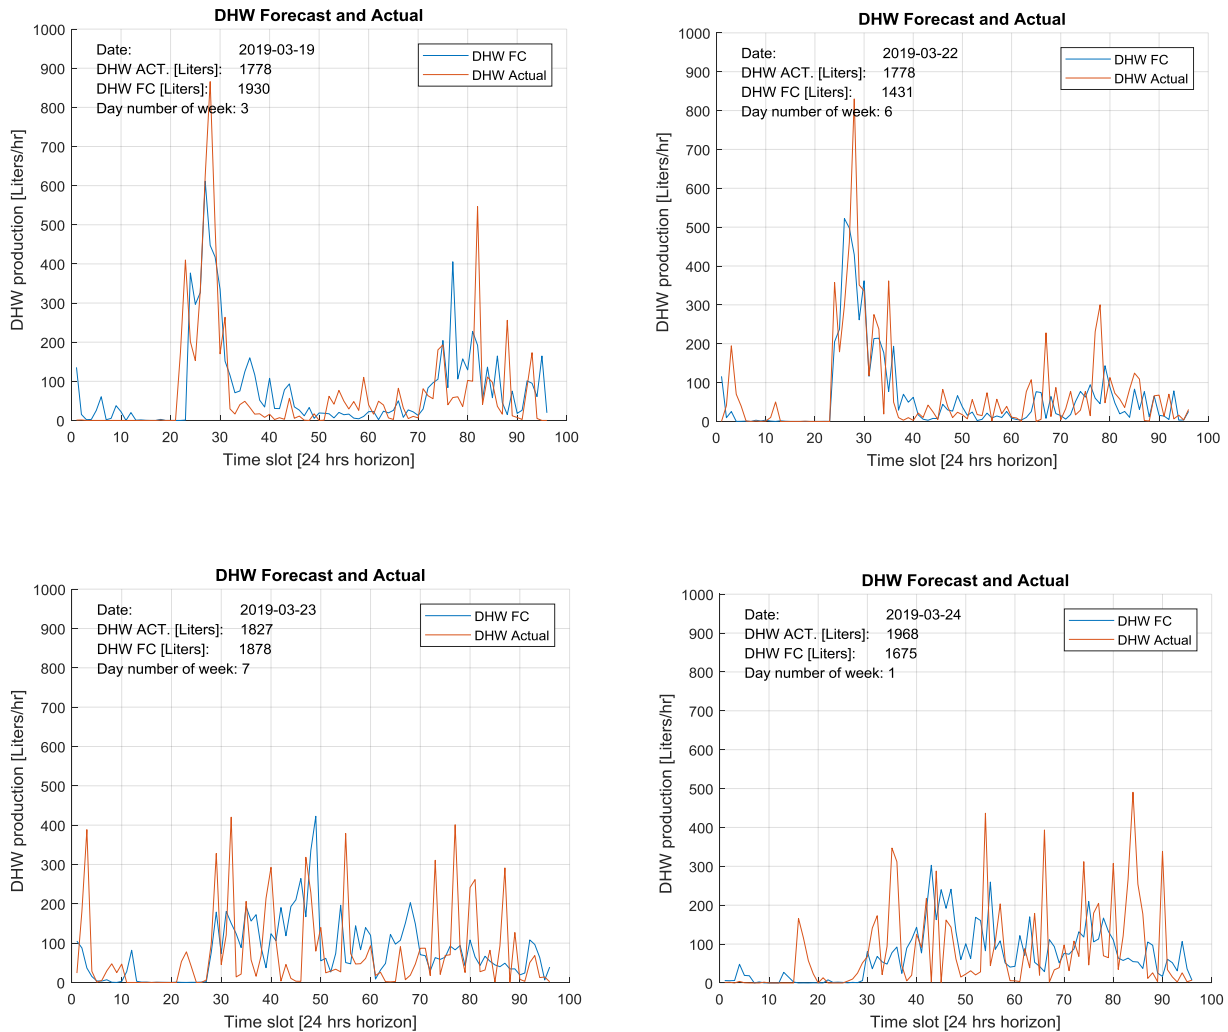 DHW Forecast and Actual
1000
900
800
700
600
500
400
300
200
100
0
DHW production [Liters/hr]
Date: 2019-03-19
DHW ACT. [Liters]: 1778
DHW FC [Liters]: 1930
Day number of week: 3
DHW FC
DHW Actual
0 10 20 30 40 50 60 70 80 90 100
Time slot [24 hrs horizon]
DHW Forecast and Actual
1000
900
800
700
600
500
400
300
200
100
0
DHW production [Liters/hr]
Date: 2019-03-22
DHW ACT. [Liters]: 1778
DHW FC [Liters]: 1431
Day number of week: 6
DHW FC
DHW Actual
0 10 20 30 40 50 60 70 80 90 100
Time slot [24 hrs horizon]
DHW Forecast and Actual
1000
900
800
700
600
500
400
300
200
100
0
DHW production [Liters/hr]
Date: 2019-03-23
DHW ACT. [Liters]: 1827
DHW FC [Liters]: 1878
Day number of week: 7
DHW FC
DHW Actual
0 10 20 30 40 50 60 70 80 90 100
Time slot [24 hrs horizon]
DHW Forecast and Actual
1000
900
800
700
600
500
400
300
200
100
0
DHW production [Liters/hr]
Date: 2019-03-24
DHW ACT. [Liters]: 1968
DHW FC [Liters]: 1675
Day number of week: 1
DHW FC
DHW Actual
0 10 20 30 40 50 60 70 80 90 100
Time slot [24 hrs horizon]